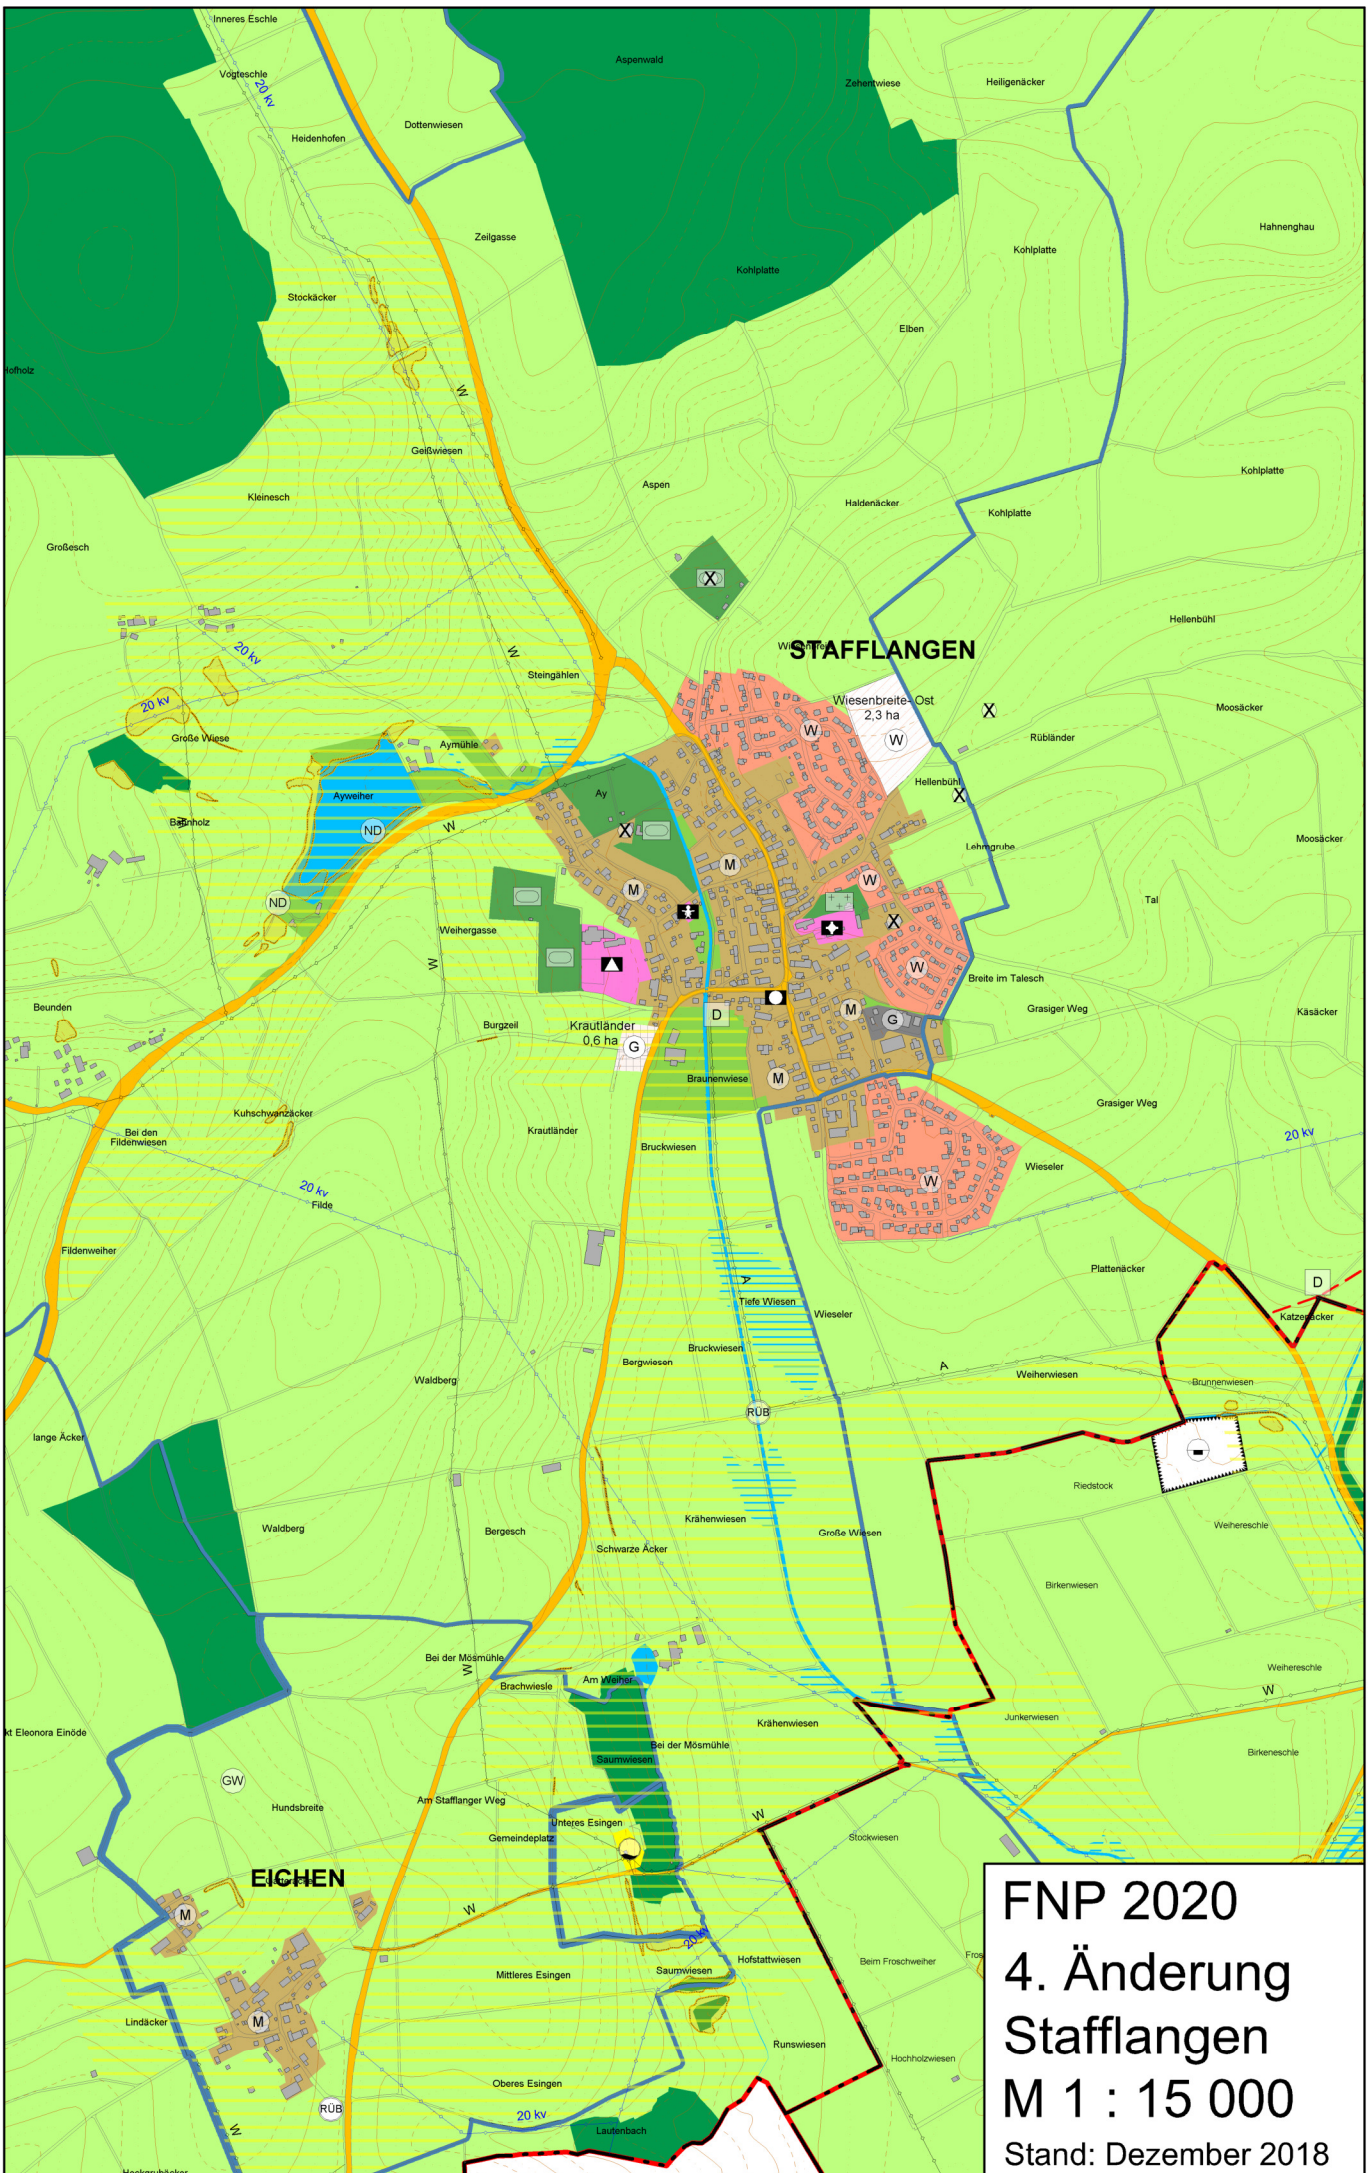 Inneres Eschle
Aspenwald
Vogteschle
20 kv
Zehentwiese
Heiligenäcker
Dottenwiesen
Heidenhofen
Hahnenghau
Zeilgasse
Kohlplatte
Kohlplatte
Stockäcker
Elben
Hofholz
W
Geißwiesen
Kohlplatte
Aspen
Kleinesch
Haldenäcker
Kohlplatte
Großesch
X
Hellenbühl
STAFFLANGEN
20 kv
W
Steingählen
20 kv
Wiesenbreite-Ost
2,3 ha
X
Moosäcker
W
W
Große Wiese
Aymühle
Rübländer
Hellenbühl
Ayweiher
Ay
X
W
ND
W
X
Moosäcker
Lehmgrube
M
M
W
ND
Tal
X
Weihergasse
W
W
Breite im Talesch
Beunden
Grasiger Weg
Käsäcker
M
D
G
Burgzeil
Krautländer
0,6 ha
G
Braunenwiese
M
Kuhschwanzäcker
Grasiger Weg
Krautländer
Bei den
Fildenwiesen
20 kv
Bruckwiesen
Wieseler
W
20 kv
Filde
Fildenweiher
Plattenäcker
A
D
Tiefe Wiesen
Wieseler
Katzenäcker
Bruckwiesen
Bergwiesen
A
Weiherwiesen
Waldberg
Brunnenwiesen
RÜB
lange Äcker
Riedstock
Krähenwiesen
Weihereschle
Waldberg
Bergesch
Große Wiesen
Schwarze Äcker
Birkenwiesen
Bei der Mösmühle
W
Weihereschle
Am Weiher
Brachwiesle
W
Junkerwiesen
kt Eleonora Einöde
Krähenwiesen
Bei der Mösmühle
Birkeneschle
Saumwiesen
GW
Am Stafflanger Weg
Hundsbreite
W
Unteres Esingen
Gemeindeplatz
Stockwiesen
EICHEN
W
M
20 kv
Hofstattwiesen
Beim Froschweiher
Saumwiesen
Mittleres Esingen
Lindäcker
M
Runswiesen
Hochholzwiesen
Oberes Esingen
RÜB
20 kv
W
Lautenbach
FNP 2020
4. Änderung
Stafflangen
M 1 : 15 000
Stand: Dezember 2018